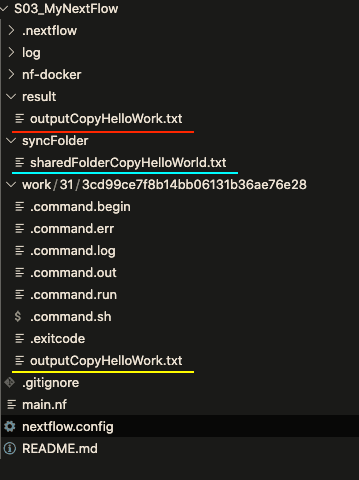 S03_MyNextFlow
.nextflow
log
nf-docker
result
outputCopyHelloWork.txt
syncFolder
sharedFolderCopyHelloWorld.txt
work/31/3cd99ce7f8b14bb06131b36ae76e28
.command.begin
.command.err
.command.log
.command.out
.command.run
$ .command.sh
.exitcode
outputCopyHelloWork.txt
.gitignore
main.nf
nextflow.config
README.md